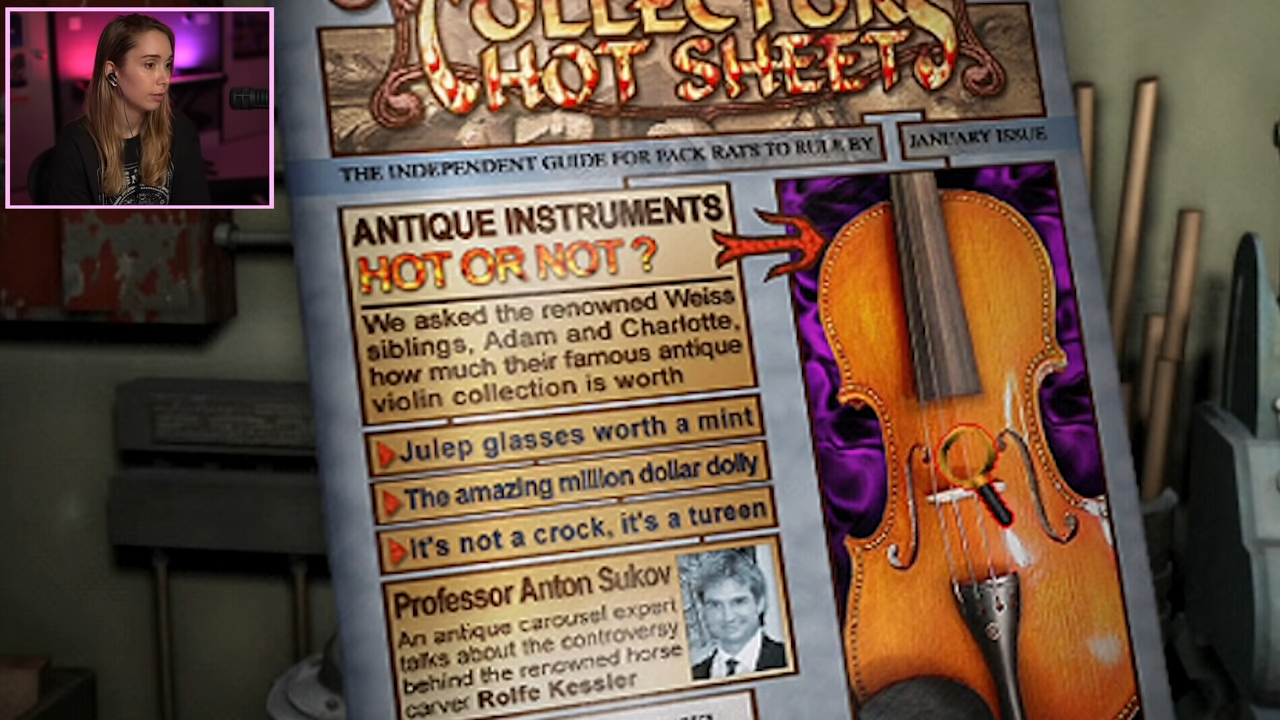 COLLECTORS
HOT SHEET
THE INDEPENDENT GUIDE FOR PACK RATS TO RULE BY
JANUARY ISSUE
ANTIQUE INSTRUMENTS
HOT OR NOT ?
We asked the renowned Weiss
siblings, Adam and Charlotte,
how much their famous antique
violin collection is worth
Julep glasses worth a mint
The amazing million dollar dolly
It's not a crock, it's a tureen
Professor Anton Sukov
An antique carousel expert
talks about the controversy
behind the renowned horse
carver Rolfe Kessler